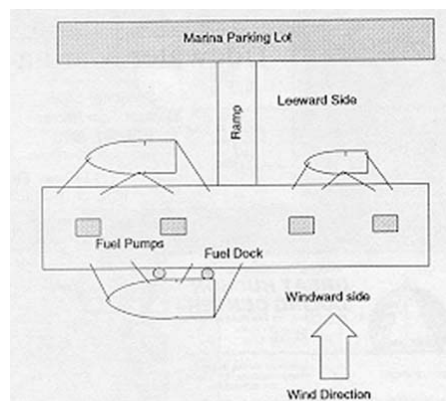 Marina Parking Lot
Ramp
Leeward Side
Fuel Pumps
Fuel Dock
Windward side
Wind Direction